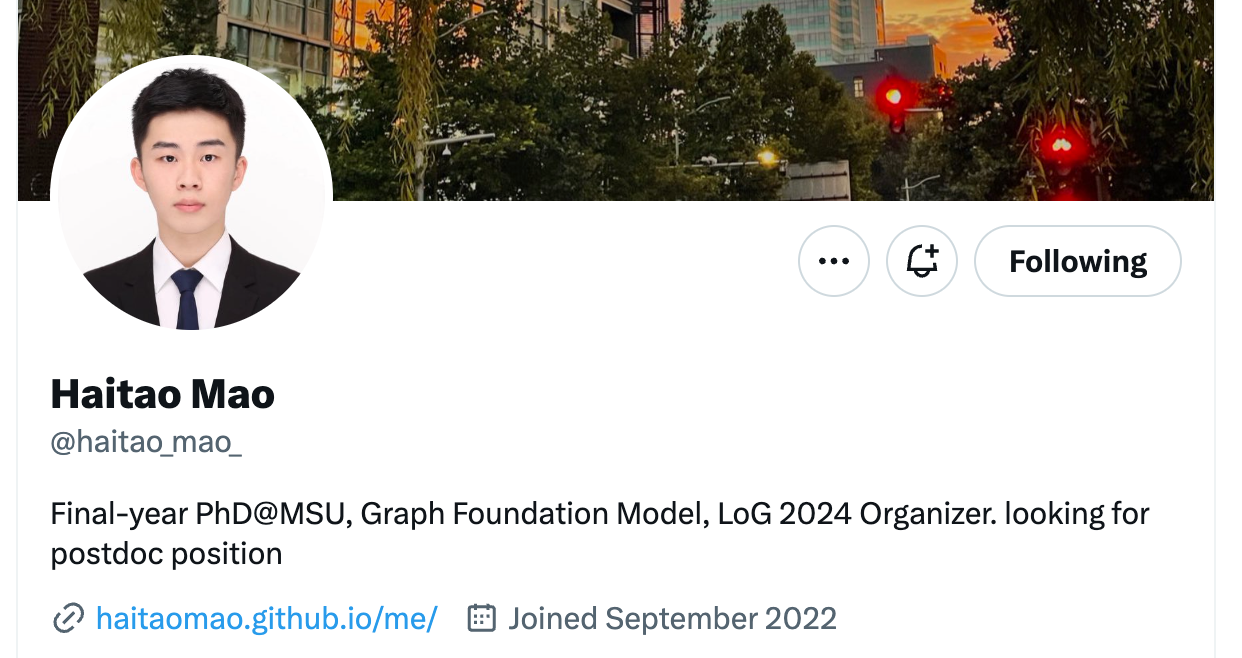 Following
Haitao Mao
@haitao_mao_
Final-year PhD@MSU, Graph Foundation Model, LoG 2024 Organizer. looking for
postdoc position
haitaomao.github.io/me/ Joined September 2022